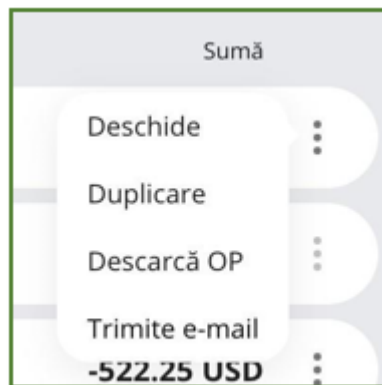 Sumă
Deschide
Duplicare
Descarcă OP
Trimite e-mail
-522.25 USD